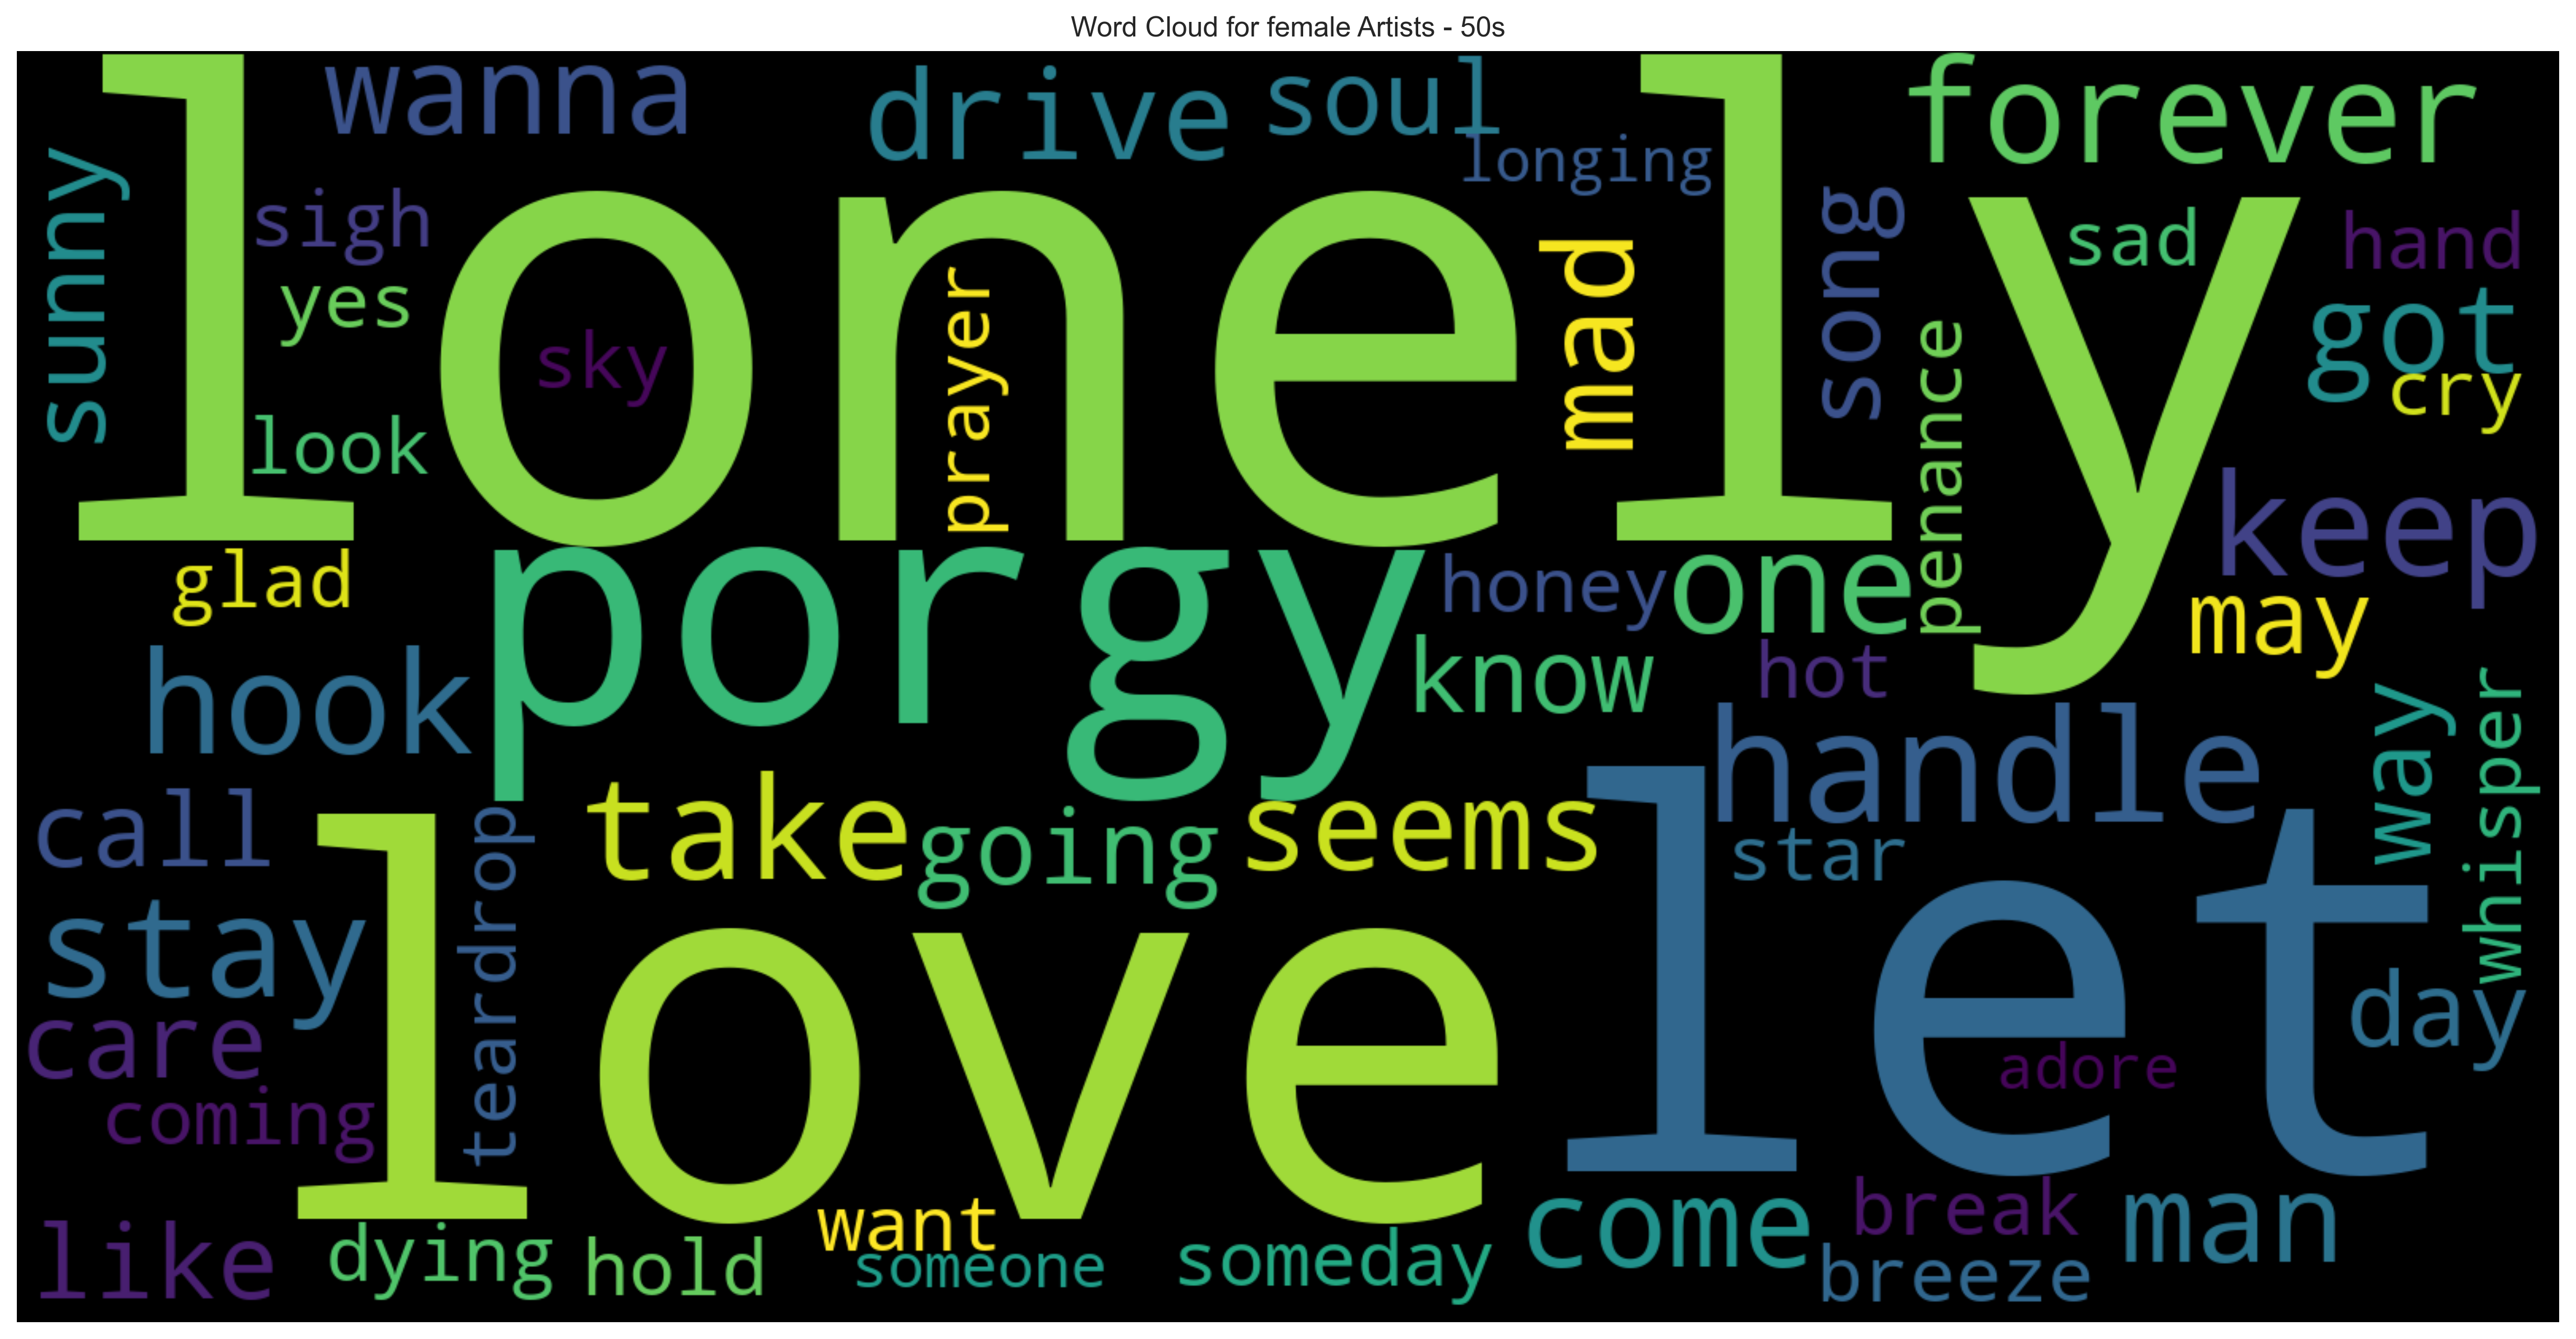 Word Cloud for female Artists - 50s
lonely
wanna
drive
soul
forever
longing
sunny
sigh
yes
sky
look
prayer
mad
song
sad
hand
got
cry
penance
keep
glad
porgy
honey
one
may
hook
know
hot
handle
way
whisper
call
take
going
seems
star
stay
teardrop
love
let
day
care
adore
coming
like
dying
hold
want
someone
someday
come
break
breeze
man